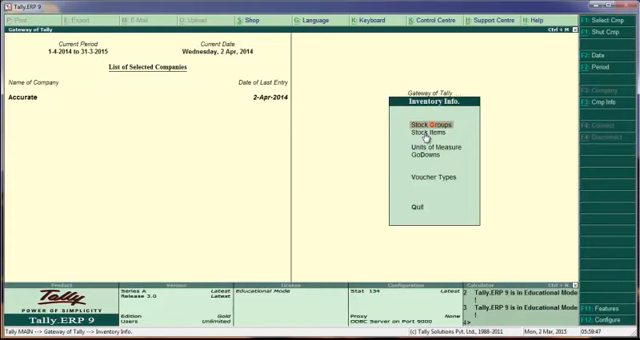 Tally.ERP 9
P: Print
E: Export
M: E-Mail
O: Upload
S: Shop
G: Language
K: Keyboard
K: Control Centre
H: Support Centre
H: Help
F1: Select Cmp
F1: Shut Cmp
F2: Date
F2: Period
F3: Company
F3: Cmp Info
F4: Connect
F4: Disconnect
F11: Features
F12: Configure
Gateway of Tally
Ctrl + M
Current Period
Current Date
1-4-2014 to 31-3-2015
Wednesday, 2 Apr, 2014
List of Selected Companies
Name of Company
Date of Last Entry
Accurate
2-Apr-2014
Gateway of Tally ...
Inventory Info.
Stock Groups
Stock Items
Units of Measure
GoDowns
Voucher Types
Quit
Product
Version
License
Configuration
Calculator
Ctrl + N
Tally
POWER OF SIMPLICITY
Tally.ERP 9
Series A
Latest
Release 3.0
Latest
Edition
Gold
Users
Unlimited
Educational Mode
Stat 134
Latest
Proxy
None
ODBC Server on Port 9000
2 Tally.ERP 9 is in Educational Mode
!
3 Tally.ERP 9 is in Educational Mode
!
4>
Tally MAIN --> Gateway of Tally --> Inventory Info.
(c) Tally Solutions Pvt. Ltd., 1988-2011
Mon, 2 Mar, 2015
05:59:47